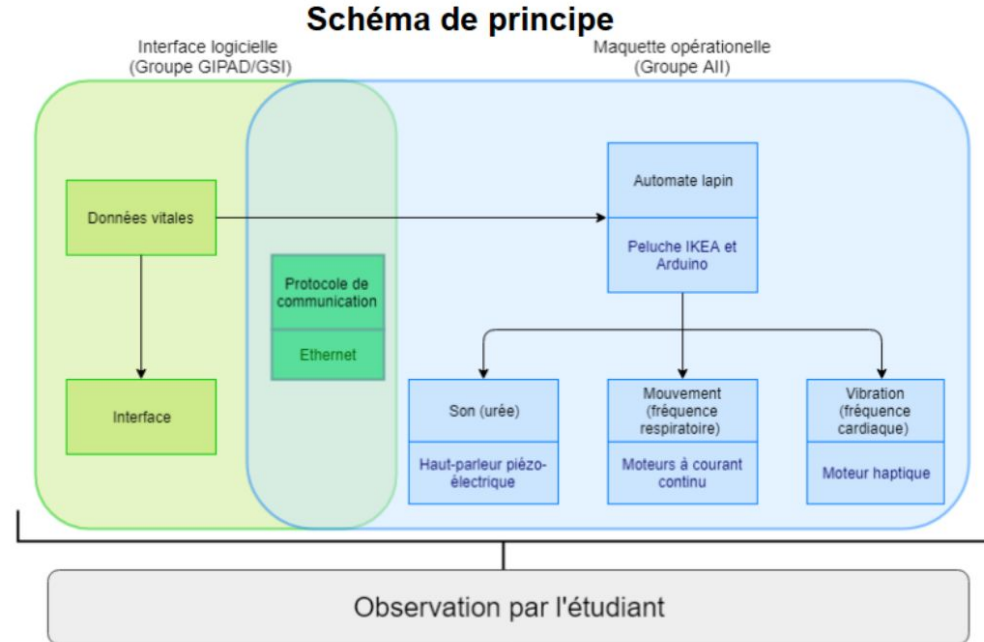 Schéma de principe
Interface logicielle
(Groupe GIPAD/GSI)
Maquette opérationelle
(Groupe AII)
Données vitales
Automate lapin
Peluche IKEA et
Arduino
Protocole de
communication
Ethernet
Interface
Son (urée)
Haut-parleur piézo-
électrique
Mouvement
(fréquence
respiratoire)
Moteurs à courant
continu
Vibration
(fréquence
cardiaque)
Moteur haptique
Observation par l'étudiant